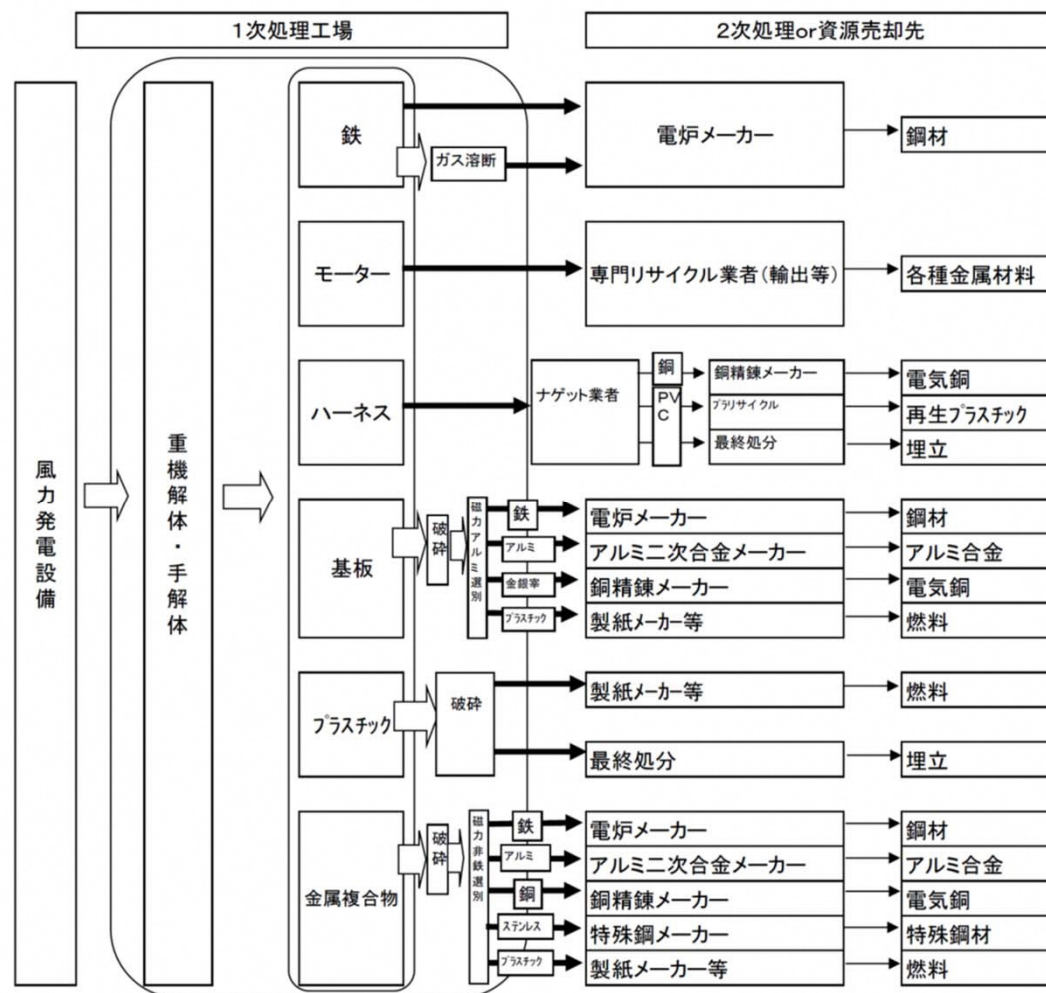 1次処理工場
2次処理or資源売却先
風力発電設備
重機解体・手解体
鉄
ガス溶断
電炉メーカー
鋼材
モーター
専門リサイクル業者（輸出等）
各種金属材料
ハーネス
ナゲット業者
銅
PVC
銅精錬メーカー
電気銅
プラリサイクル
再生プラスチック
最終処分
埋立
基板
破砕
磁力アルミ選別
鉄
電炉メーカー
鋼材
アルミ
アルミ二次合金メーカー
アルミ合金
金銀宰
銅精錬メーカー
電気銅
プラスチック
製紙メーカー等
燃料
プラスチック
破砕
製紙メーカー等
燃料
最終処分
埋立
金属複合物
破砕
磁力非鉄選別
鉄
電炉メーカー
鋼材
アルミ
アルミ二次合金メーカー
アルミ合金
銅
銅精錬メーカー
電気銅
ステンレス
特殊鋼メーカー
特殊鋼材
プラスチック
製紙メーカー等
燃料